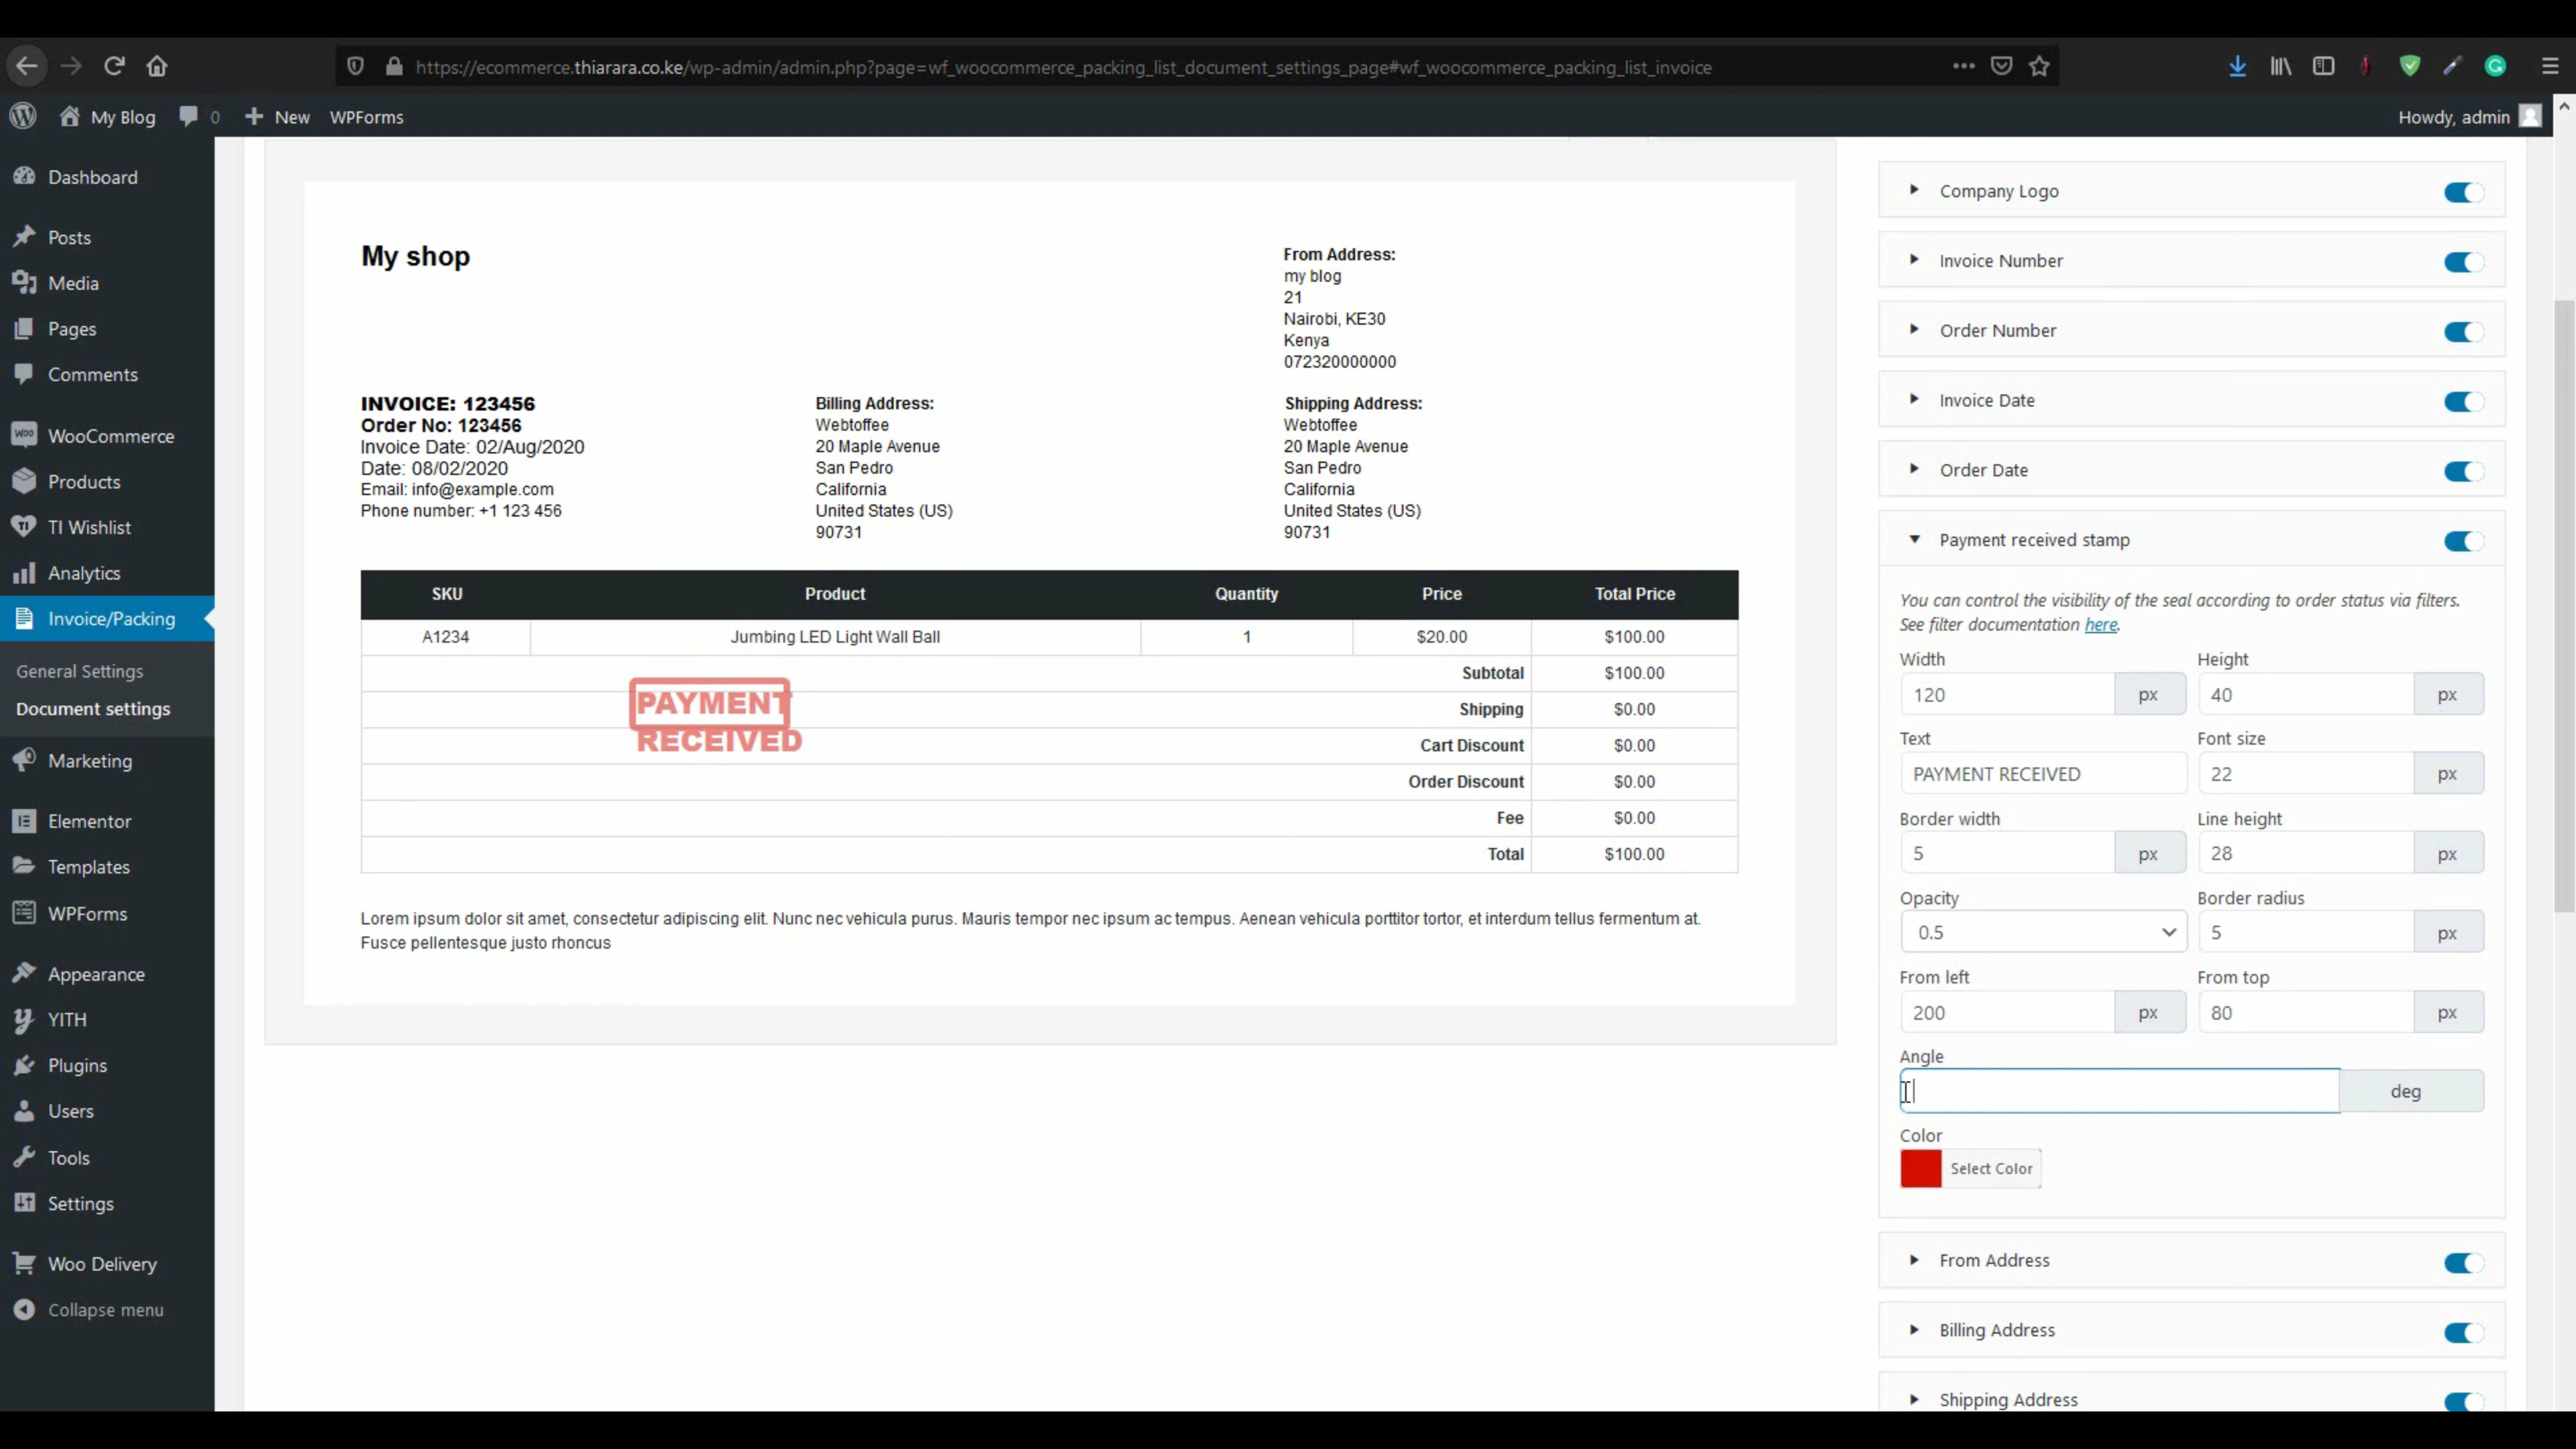 https://ecommerce.thiarara.co.ke/wp-admin/admin.php?page=wf_woocommerce_packing_list_document_settings_page#wf_woocommerce_packing_list_invoice
My Blog 0 New WPForms Howdy, admin
Dashboard
Posts
Media
Pages
Comments
WooCommerce
Products
TI Wishlist
Analytics
Invoice/Packing
General Settings
Document settings
Marketing
Elementor
Templates
WPForms
Appearance
YITH
Plugins
Users
Tools
Settings
Woo Delivery
Collapse menu
My shop
From Address:
my blog
21
Nairobi, KE30
Kenya
072320000000
INVOICE: 123456
Order No: 123456
Invoice Date: 02/Aug/2020
Date: 08/02/2020
Email: info@example.com
Phone number: +1 123 456
Billing Address:
Webtoffee
20 Maple Avenue
San Pedro
California
United States (US)
90731
Shipping Address:
Webtoffee
20 Maple Avenue
San Pedro
California
United States (US)
90731
SKU Product Quantity Price Total Price
A1234 Jumbing LED Light Wall Ball 1 $20.00 $100.00
Subtotal $100.00
Shipping $0.00
Cart Discount $0.00
Order Discount $0.00
Fee $0.00
Total $100.00
PAYMENT
RECEIVED
Lorem ipsum dolor sit amet, consectetur adipiscing elit. Nunc nec vehicula purus. Mauris tempor nec ipsum ac tempus. Aenean vehicula porttitor tortor, et interdum tellus fermentum at.
Fusce pellentesque justo rhoncus
Company Logo
Invoice Number
Order Number
Invoice Date
Order Date
Payment received stamp
You can control the visibility of the seal according to order status via filters.
See filter documentation here.
Width Height
120 px 40 px
Text Font size
PAYMENT RECEIVED 22 px
Border width Line height
5 px 28 px
Opacity Border radius
0.5 5 px
From left From top
200 px 80 px
Angle
deg
Color
Select Color
From Address
Billing Address
Shipping Address